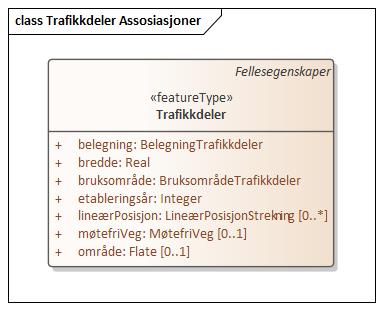 class Trafikkdeler Assosiasjoner
Fellesegenskaper
«featureType»
Trafikkdeler
+ belegning: BelegningTrafikkdeler
+ bredde: Real
+ bruksområde: BruksområdeTrafikkdeler
+ etableringsår: Integer
+ lineærPosisjon: LineærPosisjonStrekning [0..*]
+ møtefriVeg: MøtefriVeg [0..1]
+ område: Flate [0..1]